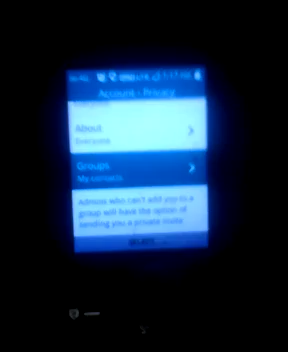 Account - Privacy
About
Everyone
Groups
My contacts
Admins who can't add you to a
group will have the option of
sending you a private invite
SELECT